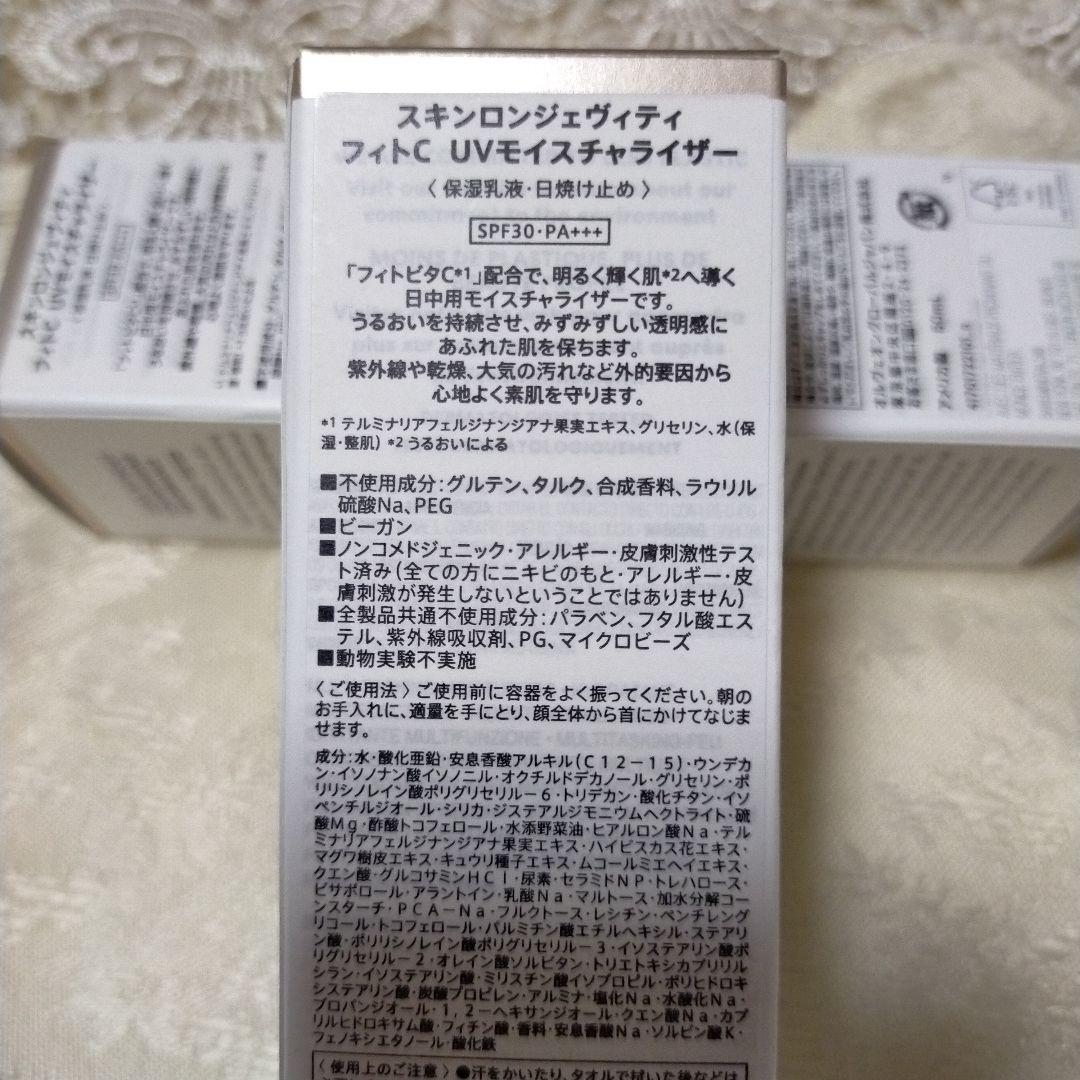 スキンロンジェヴィティ
フィトC UVモイスチャライザー
〈 保湿乳液・日焼け止め 〉
SPF30・PA+++
「フィトビタC*1」配合で、明るく輝く肌*2へ導く
日中用モイスチャライザーです。
うるおいを持続させ、みずみずしい透明感に
あふれた肌を保ちます。
紫外線や乾燥、大気の汚れなど外的要因から
心地よく素肌を守ります。
*1 テルミナリアフェルジナンジアナ果実エキス、グリセリン、水（保
湿・整肌） *2 うるおいによる
■不使用成分：グルテン、タルク、合成香料、ラウリル
硫酸Na、PEG
■ビーガン
■ノンコメドジェニック・アレルギー・皮膚刺激性テス
ト済み（全ての方にニキビのもと・アレルギー・皮
膚刺激が発生しないということではありません）
■全製品共通不使用成分：パラベン、フタル酸エス
テル、紫外線吸収剤、PG、マイクロビーズ
■動物実験不実施
〈 ご使用法 〉ご使用前に容器をよく振ってください。朝の
お手入れに、適量を手にとり、顔全体から首にかけてなじま
せます。
成分：水・酸化亜鉛・安息香酸アルキル（C12－15）・ウンデカ
ン・イソノナン酸イソノニル・オクチルドデカノール・グリセリン・ポ
リリシノレイン酸ポリグリセリル－6・トリデカン・酸化チタン・イソ
ペンチルジオール・シリカ・ジステアルジモニウムヘクトライト・硫
酸Mg・酢酸トコフェロール・水添野菜油・ヒアルロン酸Na・テル
ミナリアフェルジナンジアナ果実エキス・ハイビスカス花エキス・
マグワ樹皮エキス・キュウリ種子エキス・ムコールミエヘイエキス・
クエン酸・グルコサミンHCl・尿素・セラミドNP・トレハロース・
ビサボロール・アラントイン・乳酸Na・マルトース・加水分解コー
ンスターチ・PCA－Na・フルクトース・レシチン・ペンチレング
リコール・トコフェロール・パルミチン酸エチルヘキシル・ステアリ
ン酸・ポリリシノレイン酸ポリグリセリル－3・イソステアリン酸ポ
リグリセリル－2・オレイン酸ソルビタン・トリエトキシカプリリル
シラン・イソステアリン酸・ミリスチン酸イソプロピル・ポリヒドロキ
システアリン酸・炭酸プロピレン・アルミナ・塩化Na・水酸化Na・
プロパンジオール・1，2－ヘキサンジオール・クエン酸Na・カプ
リルヒドロキサム酸・フィチン酸・香料・安息香酸Na・ソルビン酸K・
フェノキシエタノール・酸化鉄
〈 使用上のご注意 〉●汗をかいたり、タオルで拭いた後などは
スキンロンジェヴィティ
フィトC UVモイスチャライザー